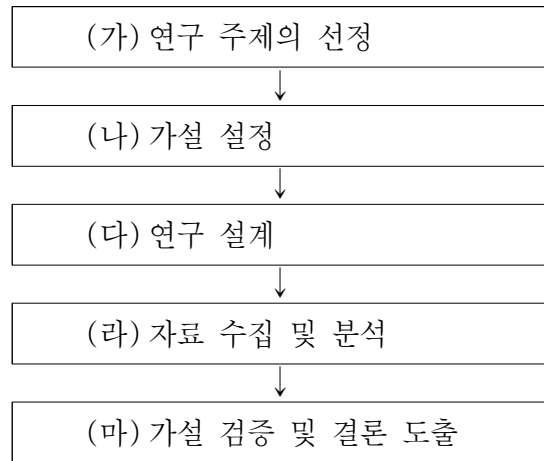 (가) 연구 주제의 선정
(나) 가설 설정
(다) 연구 설계
(라) 자료 수집 및 분석
(마) 가설 검증 및 결론 도출